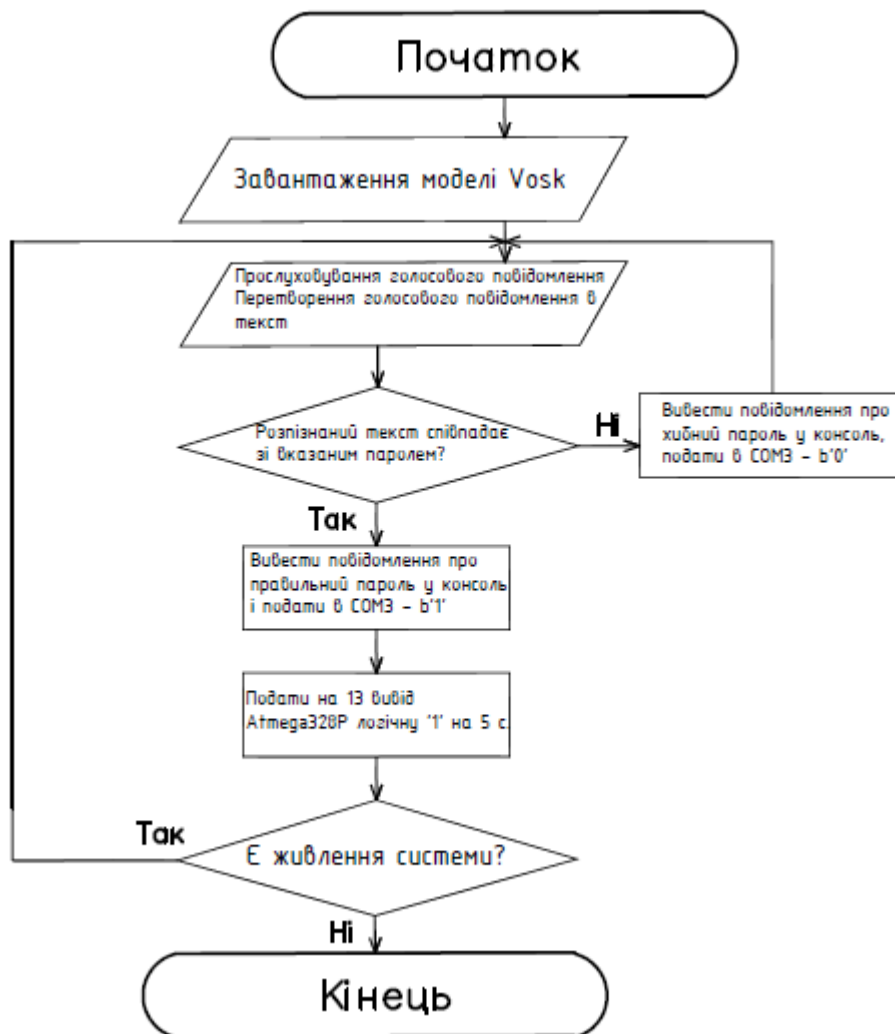 Початок
Завантаження моделі Vosk
Прослуховування голосового повідомлення
Перетворення голосового повідомлення в
текст
Розпізнаний текст співпадає
зі вказаним паролем?
Ні
Вивести повідомлення про
хибний пароль у консоль,
подати в COM3 - b'0'
Так
Вивести повідомлення про
правильний пароль у консоль
і подати в COM3 - b'1'
Подати на 13 вивід
Atmega328P логічну '1' на 5 с.
Так
Є живлення системи?
Ні
Кінець